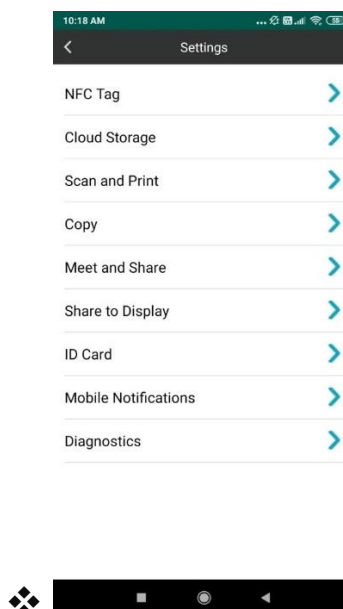 10:18 AM
Settings
NFC Tag
Cloud Storage
Scan and Print
Copy
Meet and Share
Share to Display
ID Card
Mobile Notifications
Diagnostics